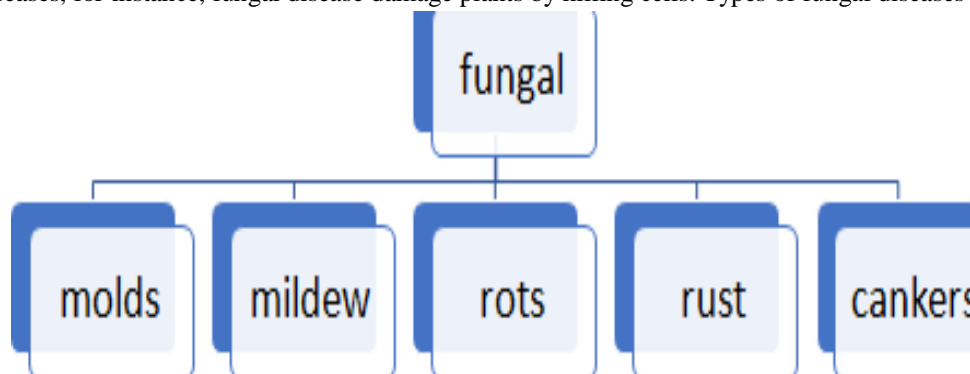 for instance, fungal disease damage plants by killing cells. Types of fungal diseases
fungal
molds
mildew
rots
rust
cankers